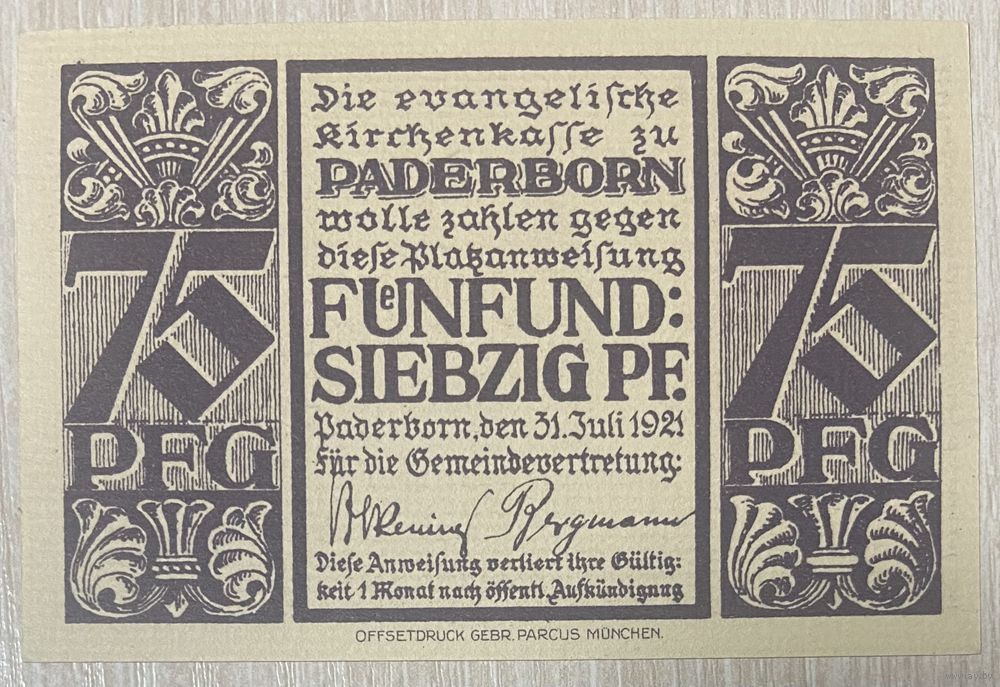 Die evangelische
Kirchenkasse zu
PADERBORN
wolle zahlen gegen
diese Platzanweisung
FUeNFUND:
SIEBZIG PF.
Paderborn, den 31. Juli 1921
Für die Gemeindevertretung:
Bergmann
Diese Anweisung verliert ihre Gültig:
keit 1 Monat nach öffentl. Aufkündigung
75
PFG
75
PFG
OFFSETDRUCK GEBR. PARCUS MÜNCHEN.